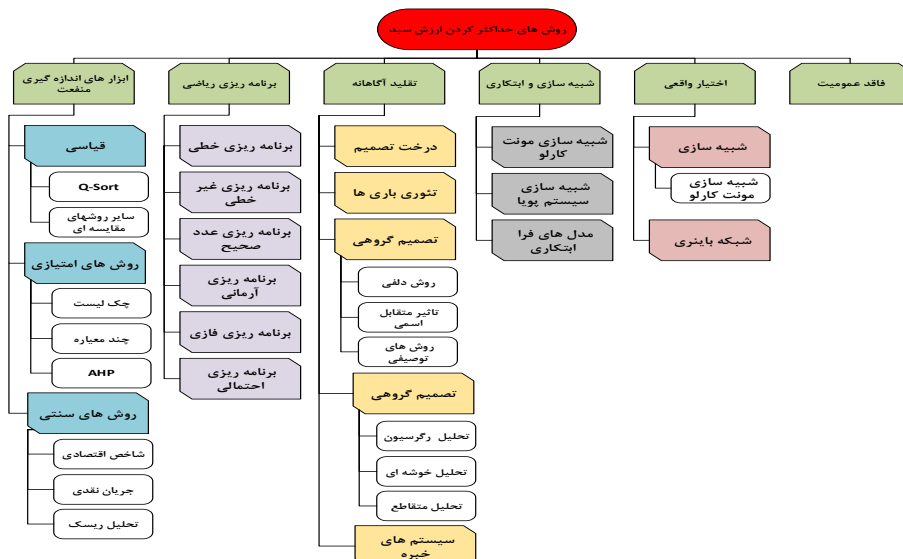 روش های حداکثر کردن ارزش سبد
فاقد عمومیت
اختیار واقعی
شبیه سازی
شبیه سازی
مونت کارلو
شبکه باینری
شبیه سازی و ابتکاری
شبیه سازی مونت
کارلو
شبیه سازی
سیستم پویا
مدل های فرا
ابتکاری
تقلید آگاهانه
درخت تصمیم
تئوری باری ها
تصمیم گروهی
روش دلفی
تاثیر متقابل
اسمی
روش های
توصیفی
تصمیم گروهی
تحلیل رگرسیون
تحلیل خوشه ای
تحلیل متقاطع
سیستم های
خبره
برنامه ریزی ریاضی
برنامه ریزی خطی
برنامه ریزی غیر
خطی
برنامه ریزی عدد
صحیح
برنامه ریزی
آرمانی
برنامه ریزی فازی
برنامه ریزی
احتمالی
ابزار های اندازه گیری
منفعت
قیاسی
Q-Sort
سایر روشهای
مقایسه ای
روش های امتیازی
چک لیست
چند معیاره
AHP
روش های سنتی
شاخص اقتصادی
جریان نقدی
تحلیل ریسک